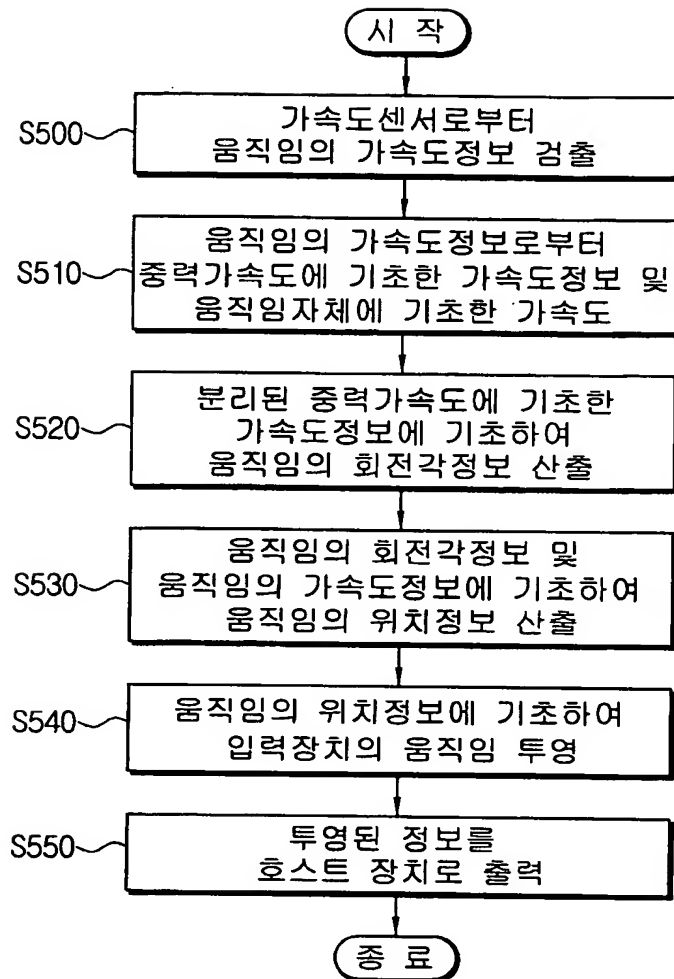 시 작
S500
가속도센서로부터
움직임의 가속도정보 검출
S510
움직임의 가속도정보로부터
중력가속도에 기초한 가속도정보 및
움직임자체에 기초한 가속도
S520
분리된 중력가속도에 기초한
가속도정보에 기초하여
움직임의 회전각정보 산출
S530
움직임의 회전각정보 및
움직임의 가속도정보에 기초하여
움직임의 위치정보 산출
S540
움직임의 위치정보에 기초하여
입력장치의 움직임 투영
S550
투영된 정보를
호스트 장치로 출력
종 료